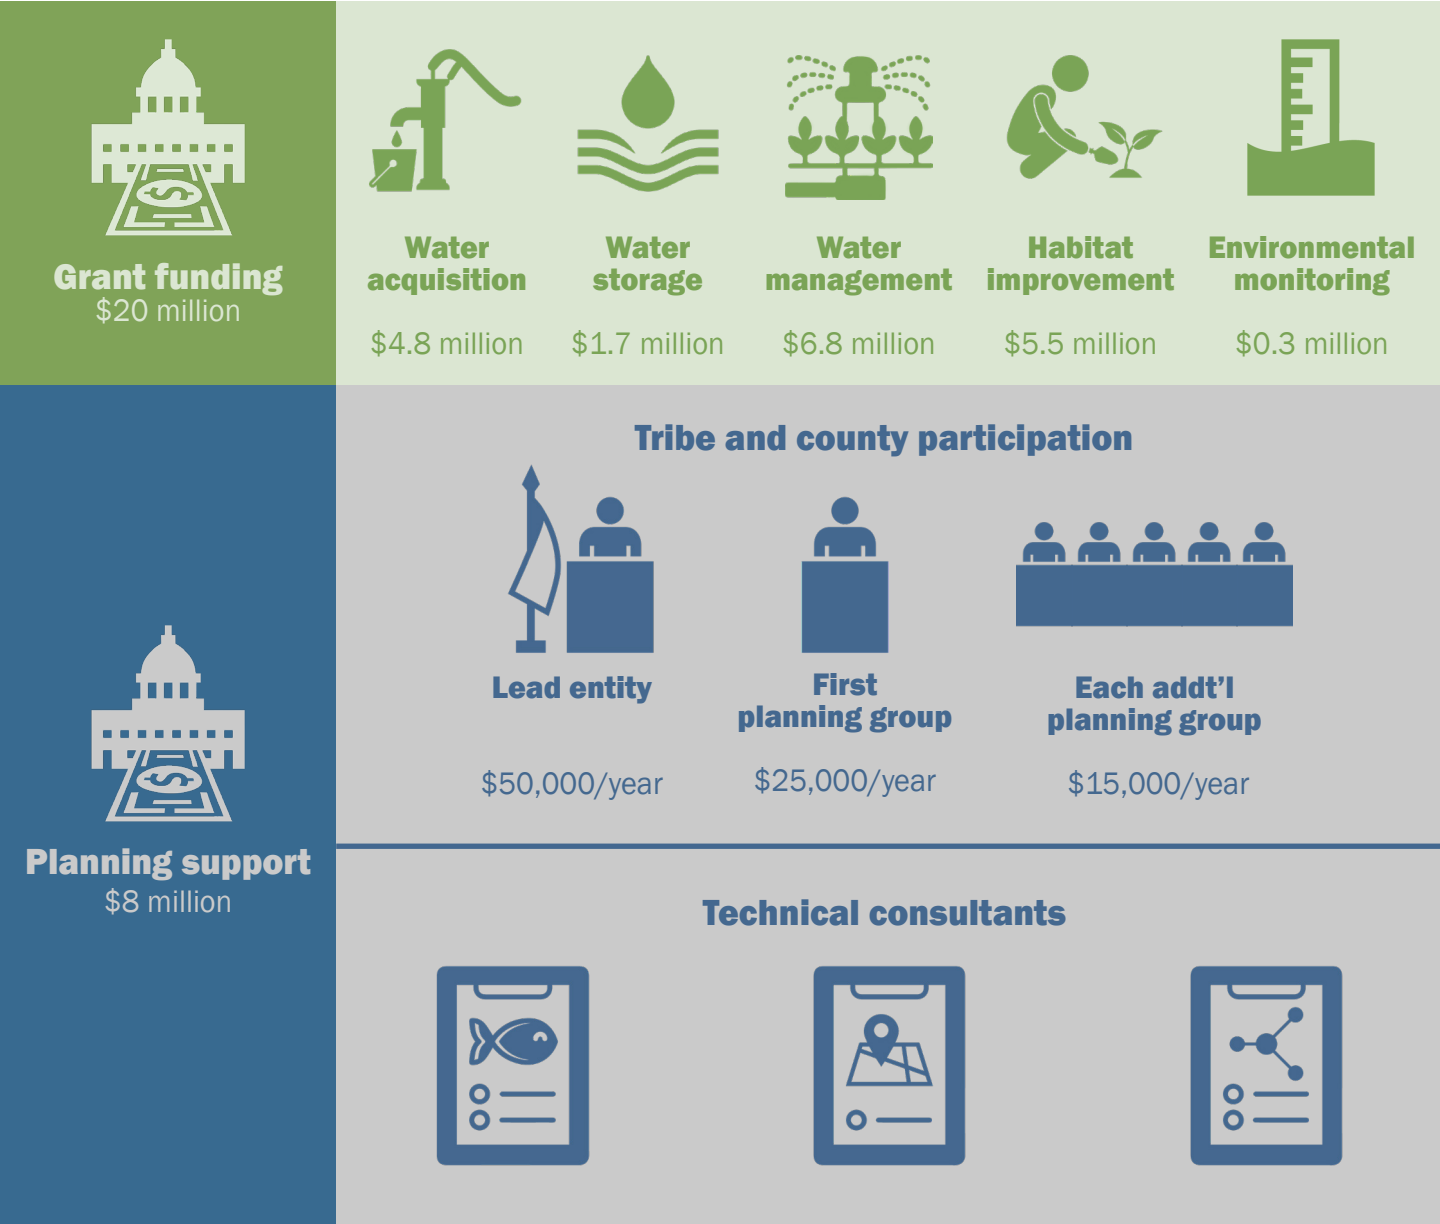 Grant funding
$20 million
Water
acquisition
$4.8 million
Water
storage
$1.7 million
Water
management
$6.8 million
Habitat
improvement
$5.5 million
Environmental
monitoring
$0.3 million
Planning support
$8 million
Tribe and county participation
Lead entity
$50,000/year
First
planning group
$25,000/year
Each addt’l
planning group
$15,000/year
Technical consultants